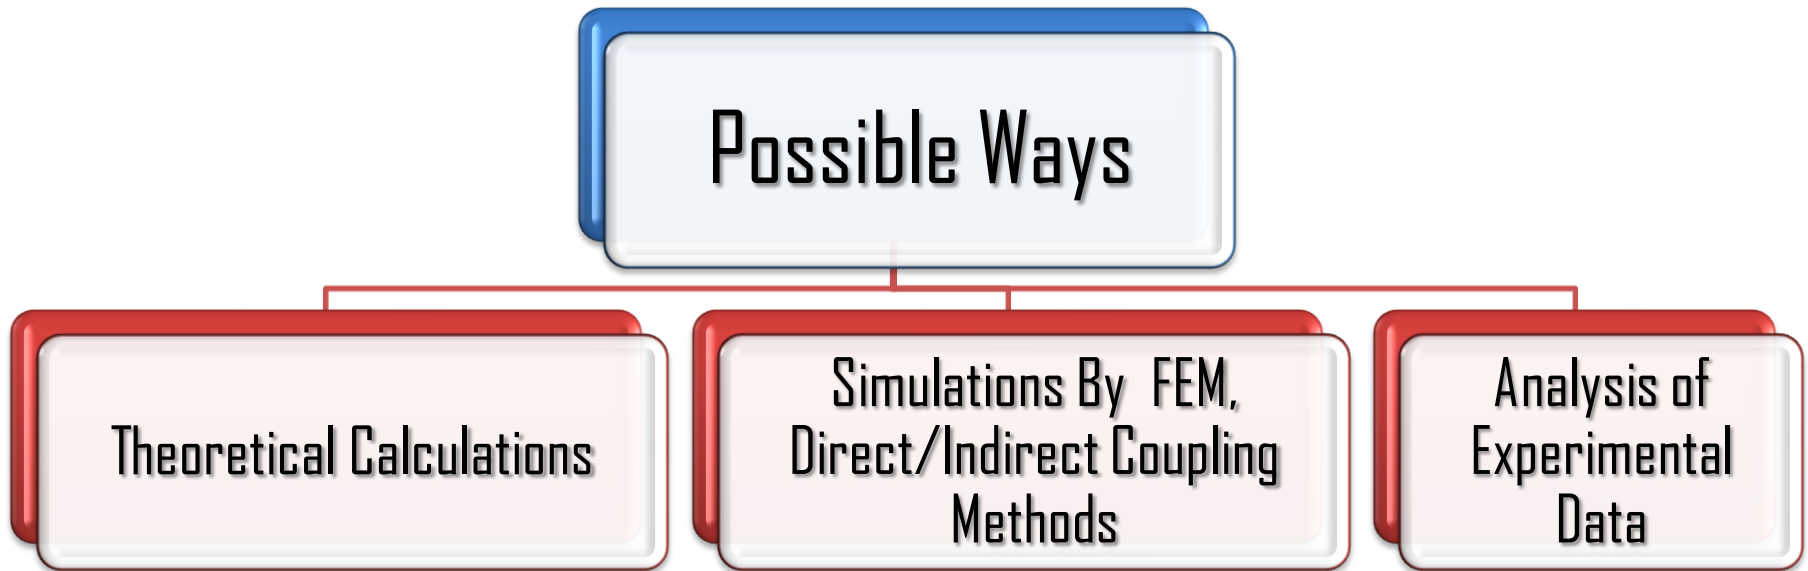 Possible Ways
Theoretical Calculations
Simulations By FEM,
Direct/Indirect Coupling
Methods
Analysis of
Experimental
Data